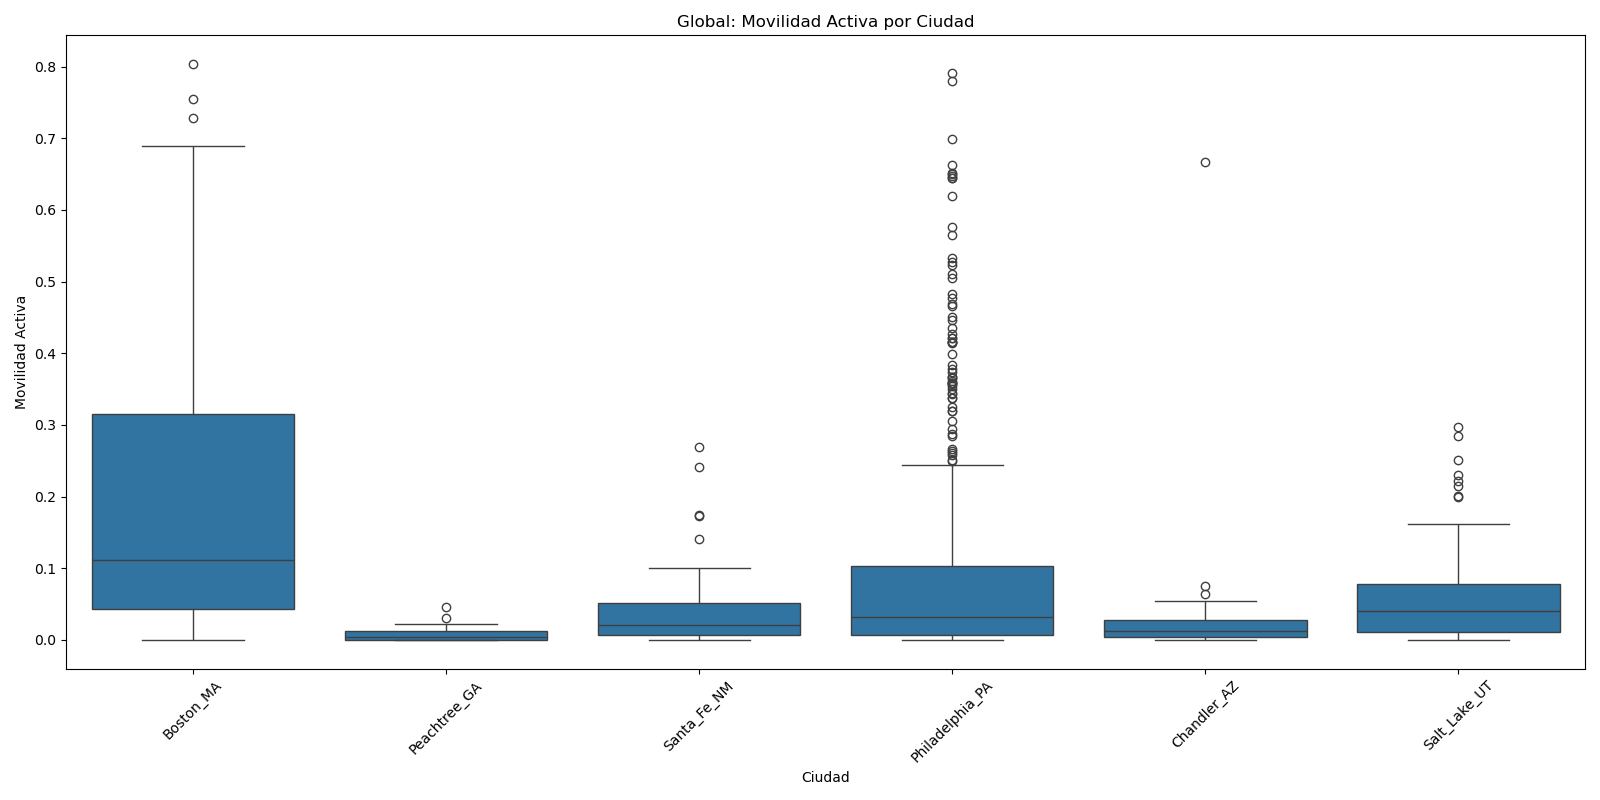 Global: Movilidad Activa por Ciudad
Movilidad Activa
0.8
0.7
0.6
0.5
0.4
0.3
0.2
0.1
0.0
Boston_MA
Peachtree_GA
Santa_Fe_NM
Philadelphia_PA
Chandler_AZ
Salt_Lake_UT
Ciudad